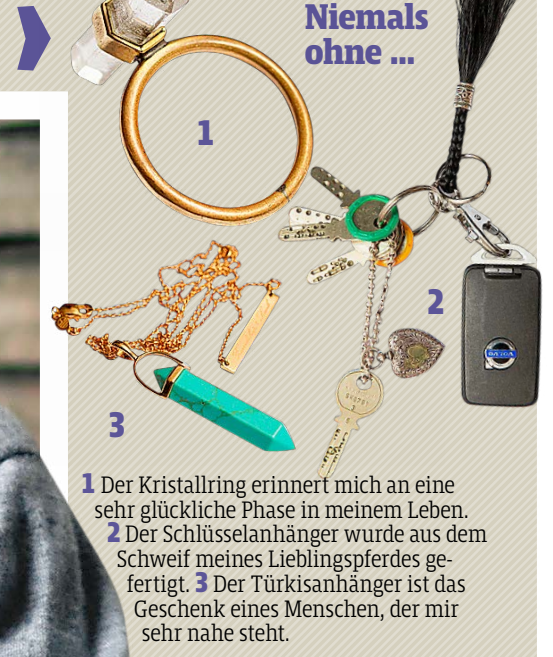 Niemals
ohne ...
1
2
3
1 Der Kristallring erinnert mich an eine
sehr glückliche Phase in meinem Leben.
2 Der Schlüsselanhänger wurde aus dem
Schweif meines Lieblingspferdes ge-
fertigt. 3 Der Türkisanhänger ist das
Geschenk eines Menschen, der mir
sehr nahe steht.
VOLVO